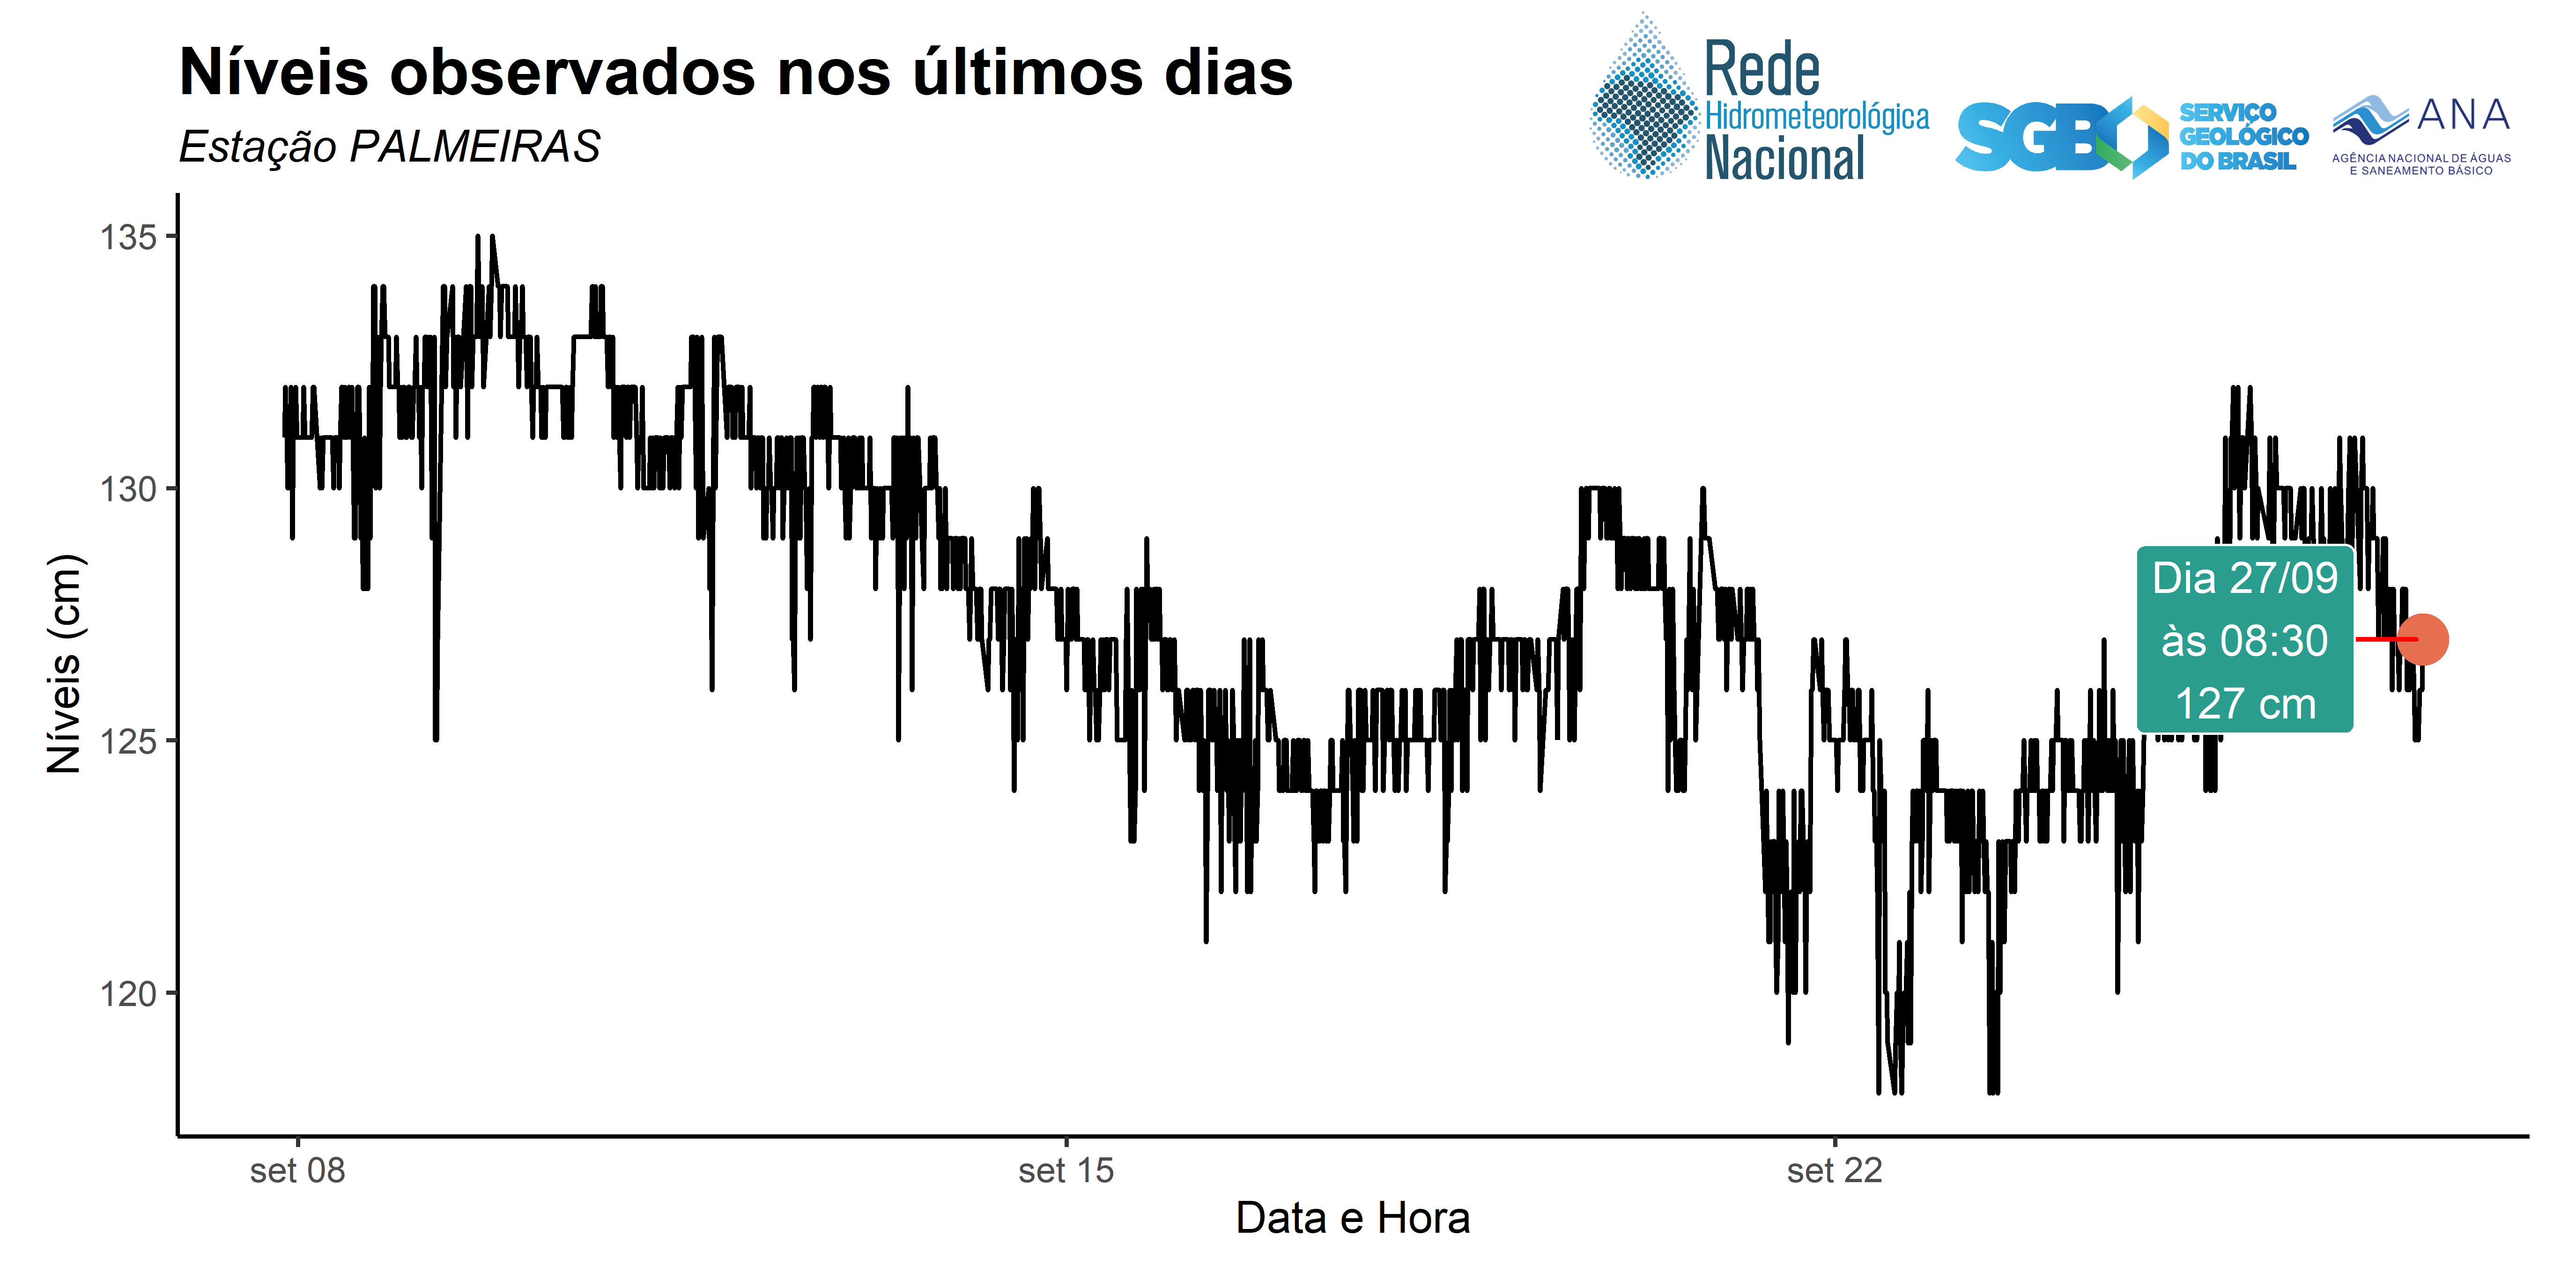 Níveis observados nos últimos dias
Estação PALMEIRAS
Rede
Hidrometeorológica
Nacional
SGB
SERVIÇO
GEOLÓGICO
DO BRASIL
ANA
AGÊNCIA NACIONAL DE ÁGUAS
E SANEAMENTO BÁSICO
Níveis (cm)
135
130
125
120
Dia 27/09
às 08:30
127 cm
set 08
set 15
set 22
Data e Hora